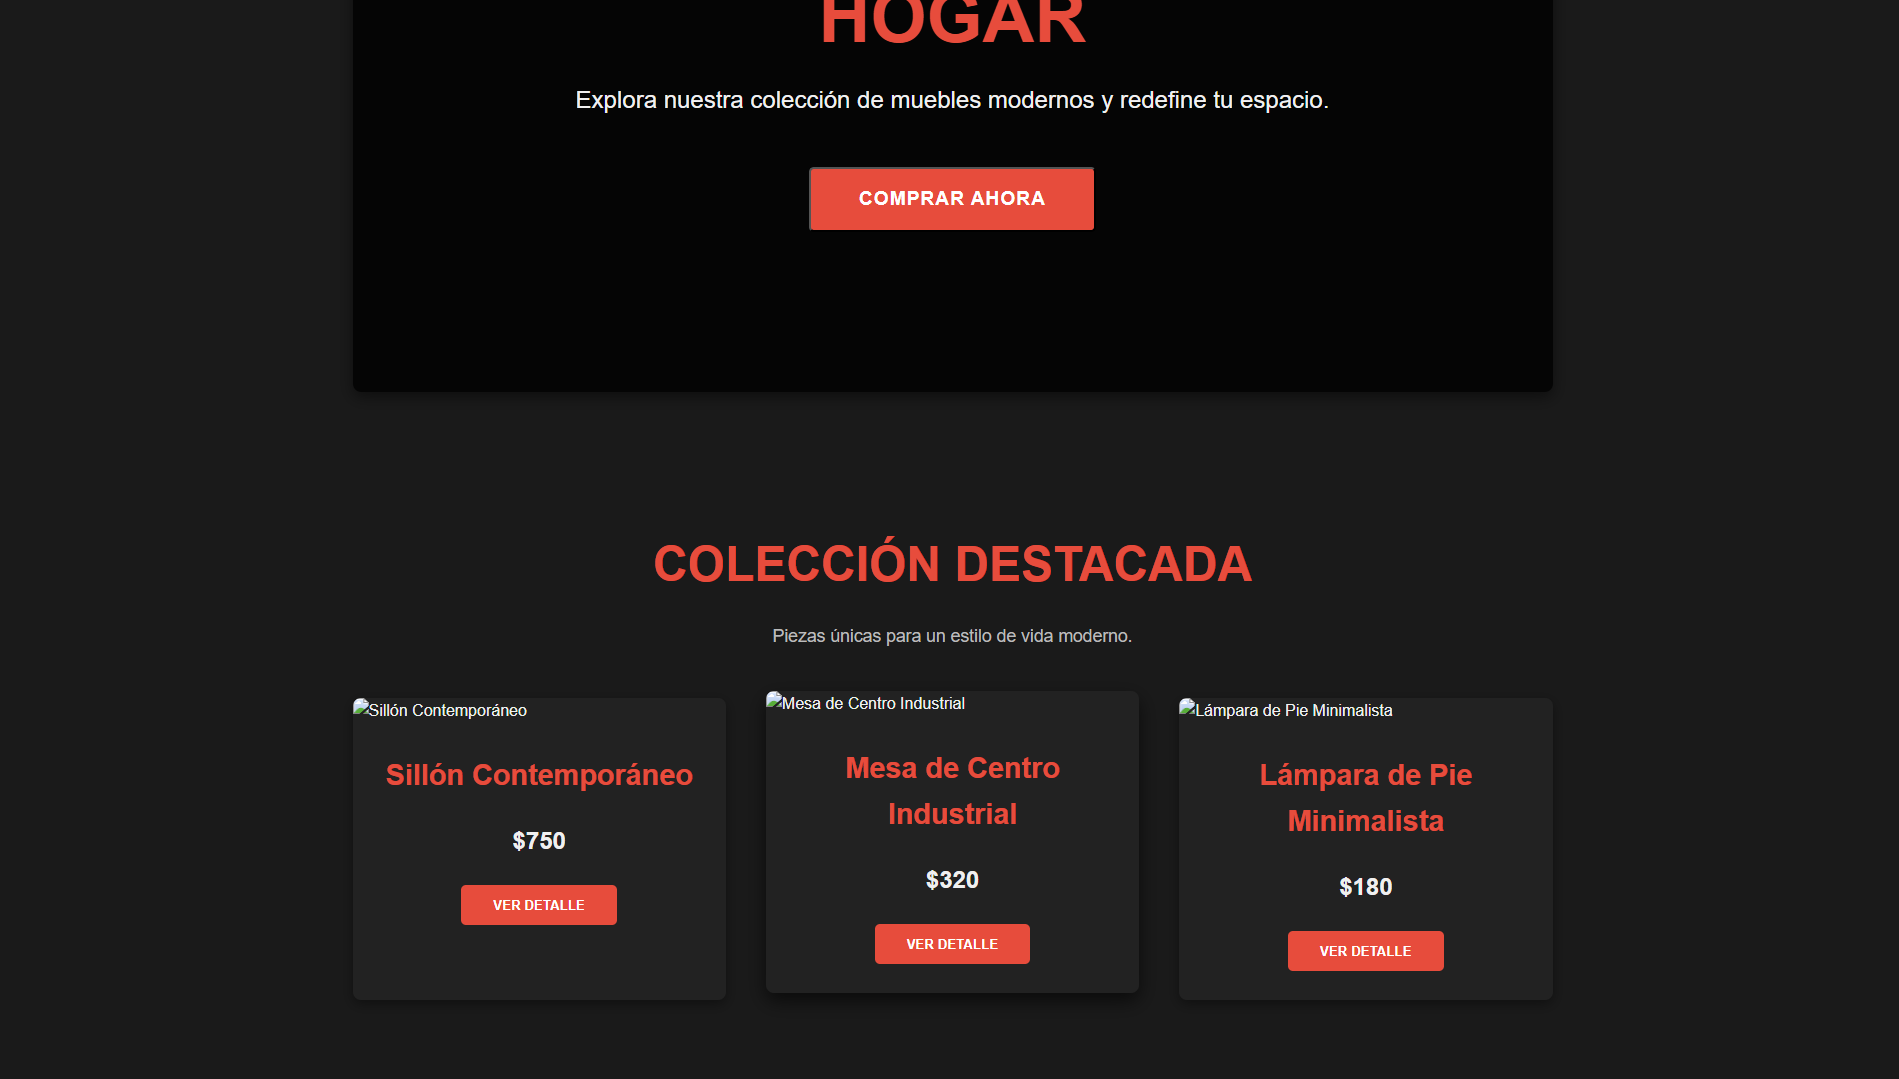 HOGAR
Explora nuestra colección de muebles modernos y redefine tu espacio.
COMPRAR AHORA
COLECCIÓN DESTACADA
Piezas únicas para un estilo de vida moderno.
Sillón Contemporáneo
Sillón Contemporáneo
$750
VER DETALLE
Mesa de Centro Industrial
Mesa de Centro
Industrial
$320
VER DETALLE
Lámpara de Pie Minimalista
Lámpara de Pie
Minimalista
$180
VER DETALLE